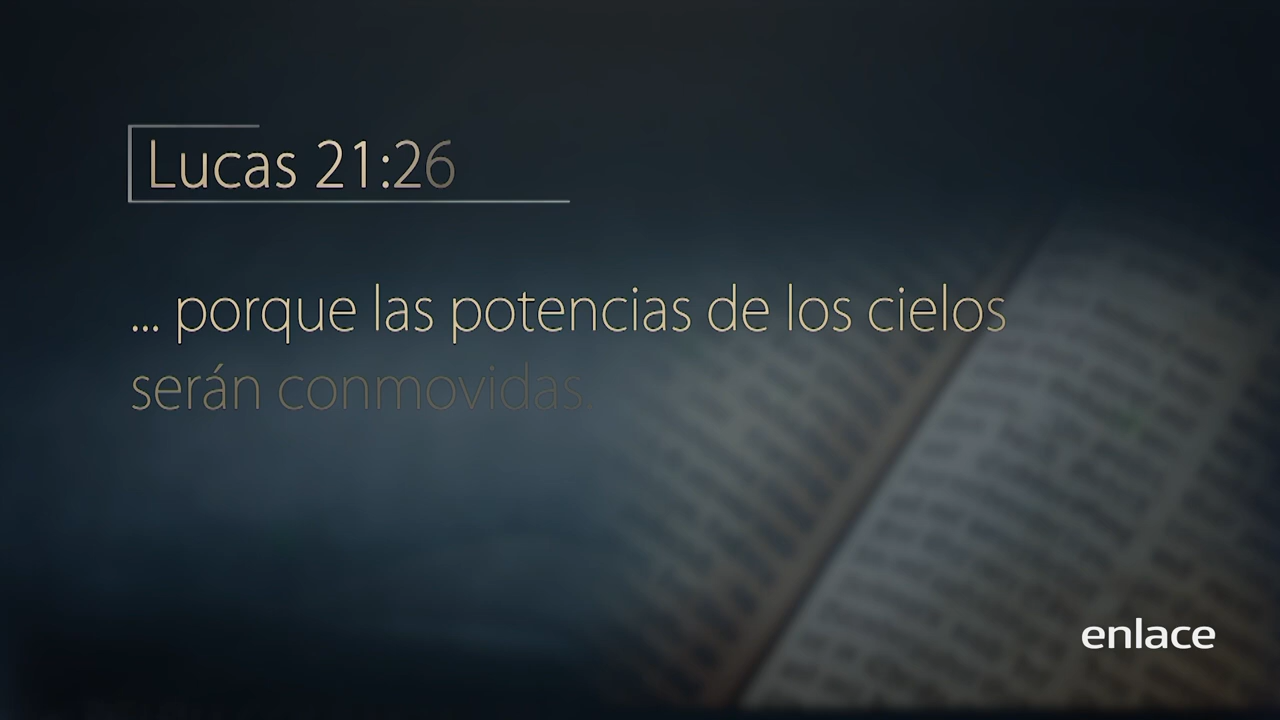 Lucas 21:26
... porque las potencias de los cielos
serán conmovidas.
enlace